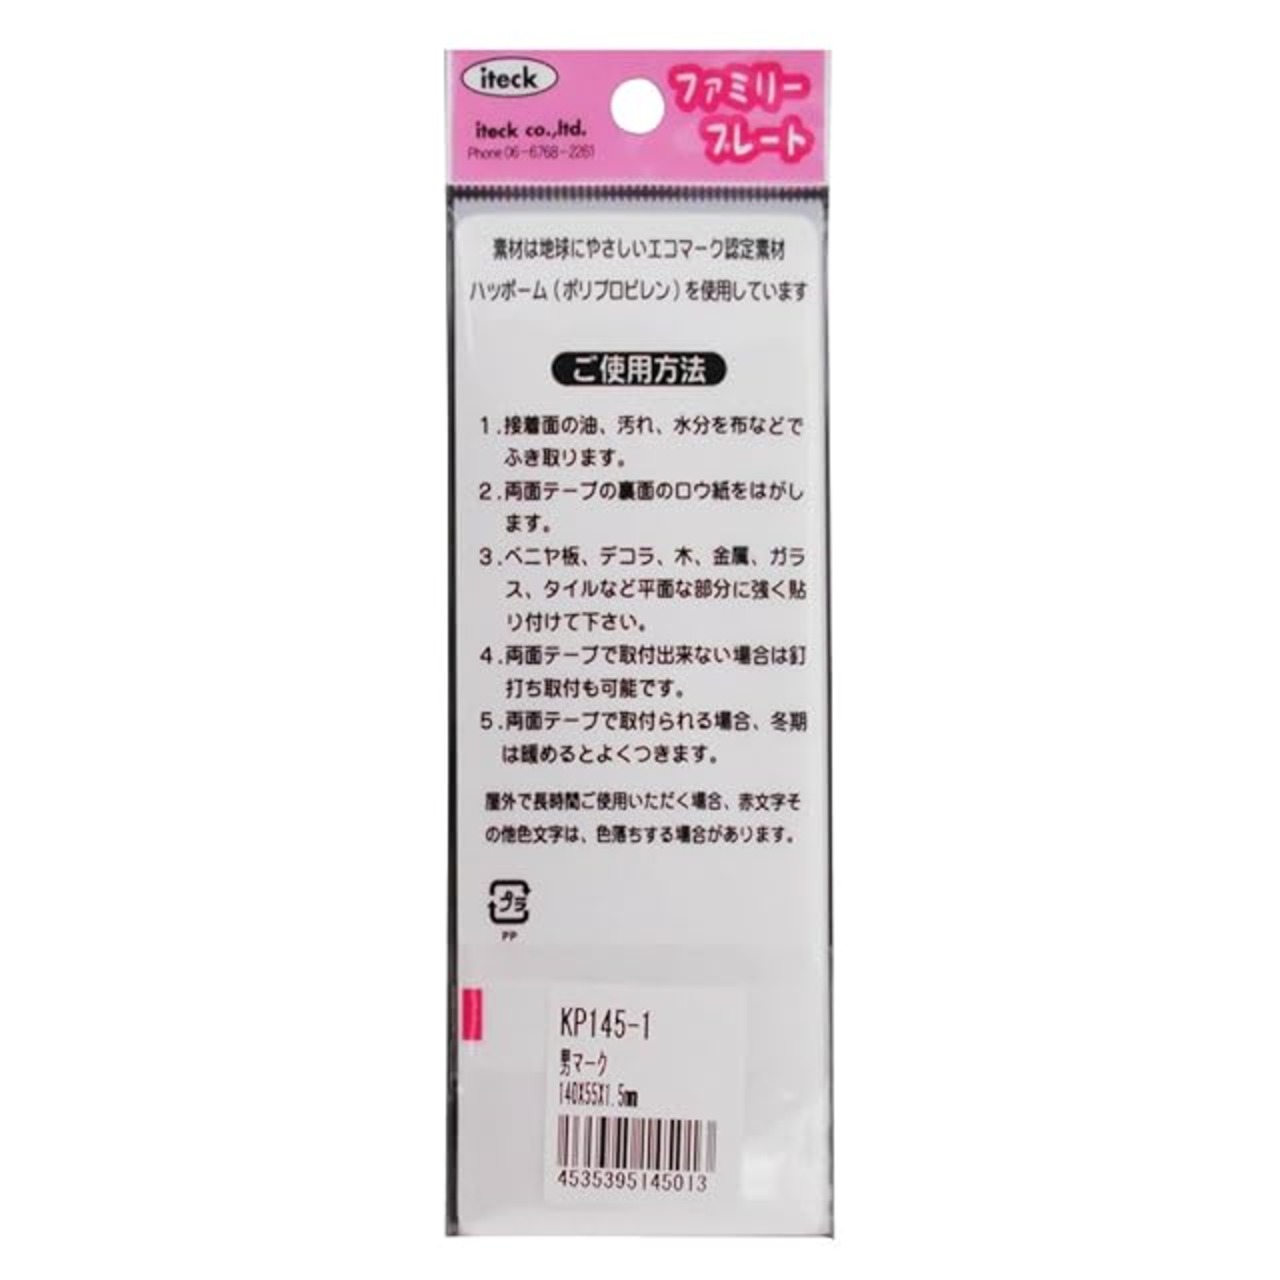 iteck
iteck co.,ltd.
Phone 06-6768-2261
ファミリー
プレート
素材は地球にやさしいエコマーク認定素材
ハッポーム（ポリプロピレン）を使用しています
ご使用方法
1.接着面の油、汚れ、水分を布などで
ふき取ります。
2.両面テープの裏面のロウ紙をはがし
ます。
3.ベニヤ板、デコラ、木、金属、ガラ
ス、タイルなど平面な部分に強く貼
り付けて下さい。
4.両面テープで取付出来ない場合は釘
打ち取付も可能です。
5.両面テープで取付られる場合、冬期
は暖めるとよくつきます。
屋外で長時間ご使用いただく場合、赤文字そ
の他色文字は、色落ちする場合があります。
プラ
PP
KP145-1
男マーク
140X55X1.5mm
4535395145013